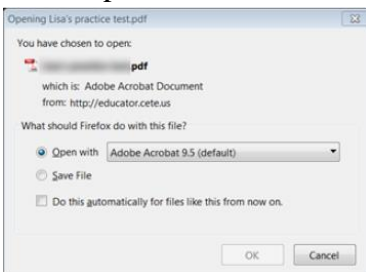 Opening Lisa's practice test.pdf
You have chosen to open:
pdf
which is: Adobe Acrobat Document
from: http://educator.cete.us
What should Firefox do with this file?
Open with Adobe Acrobat 9.5 (default)
Save File
Do this automatically for files like this from now on.
OK Cancel